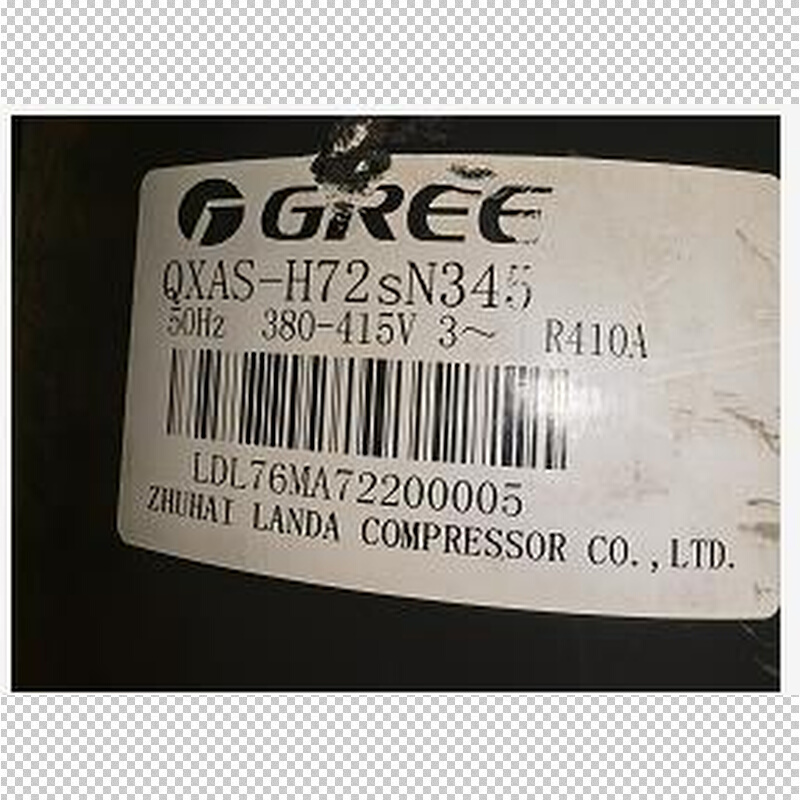 GREE
QXAS-H72sN345
50Hz 380-415V 3~ R410A
LDL76MA72200005
ZHUHAI LANDA COMPRESSOR CO.,LTD.